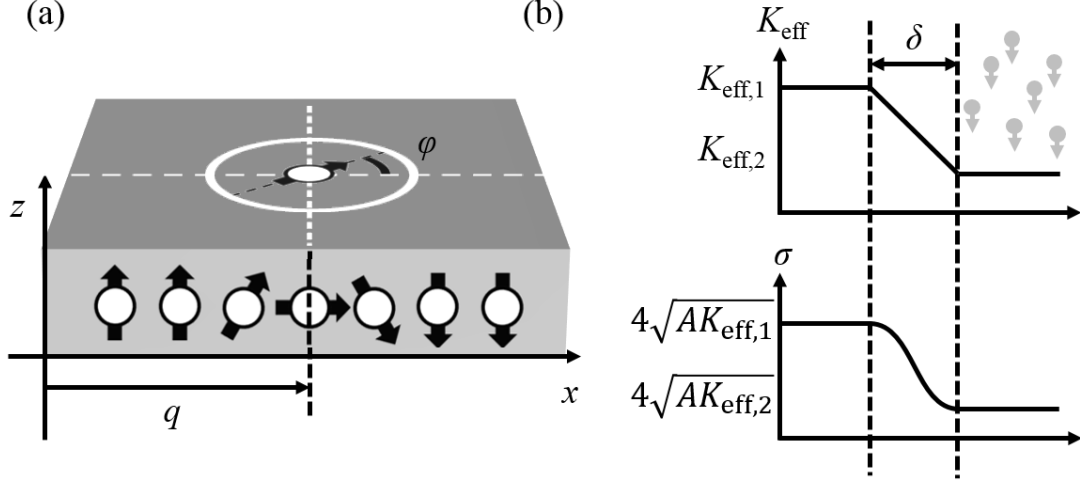 (a)
φ
z
q
x
(b)
K_eff
δ
K_eff,1
K_eff,2
σ
4√AK_eff,1
4√AK_eff,2